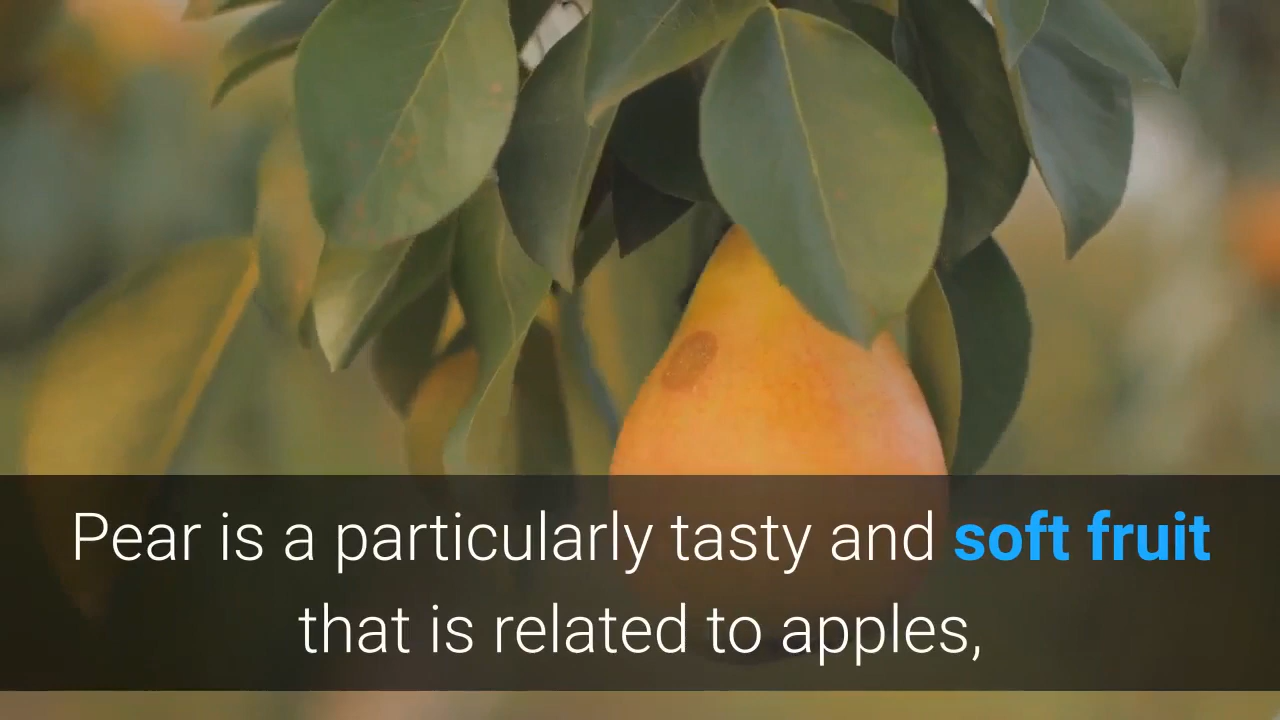 Pear is a particularly tasty and soft fruit
that is related to apples,